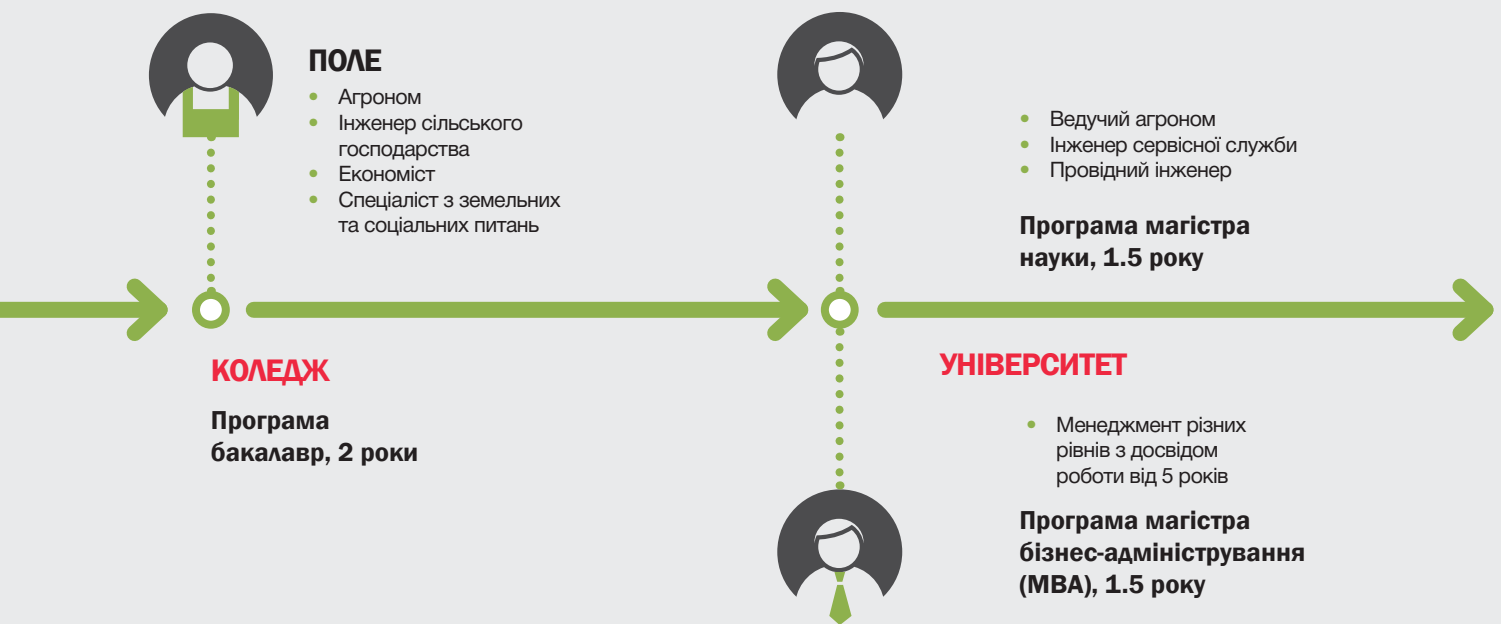 ПОЛЕ
• Агроном
• Інженер сільського
господарства
• Економіст
• Спеціаліст з земельних
та соціальних питань
КОЛЕДЖ
Програма
бакалавр, 2 роки
• Ведучий агроном
• Інженер сервісної служби
• Провідний інженер
Програма магістра
науки, 1.5 року
УНІВЕРСИТЕТ
• Менеджмент різних
рівнів з досвідом
роботи від 5 років
Програма магістра
бізнес-адміністрування
(МВА), 1.5 року